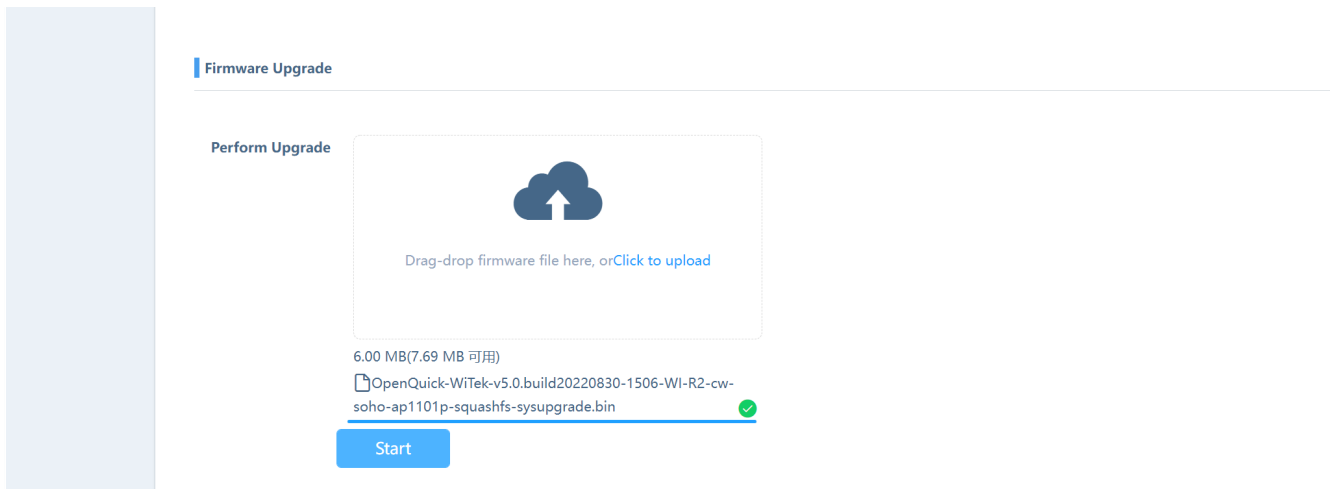 Firmware Upgrade
Perform Upgrade
Drag-drop firmware file here, orClick to upload
6.00 MB(7.69 MB 可用)
OpenQuick-WiTek-v5.0.build20220830-1506-WI-R2-cw-
soho-ap1101p-squashfs-sysupgrade.bin
Start